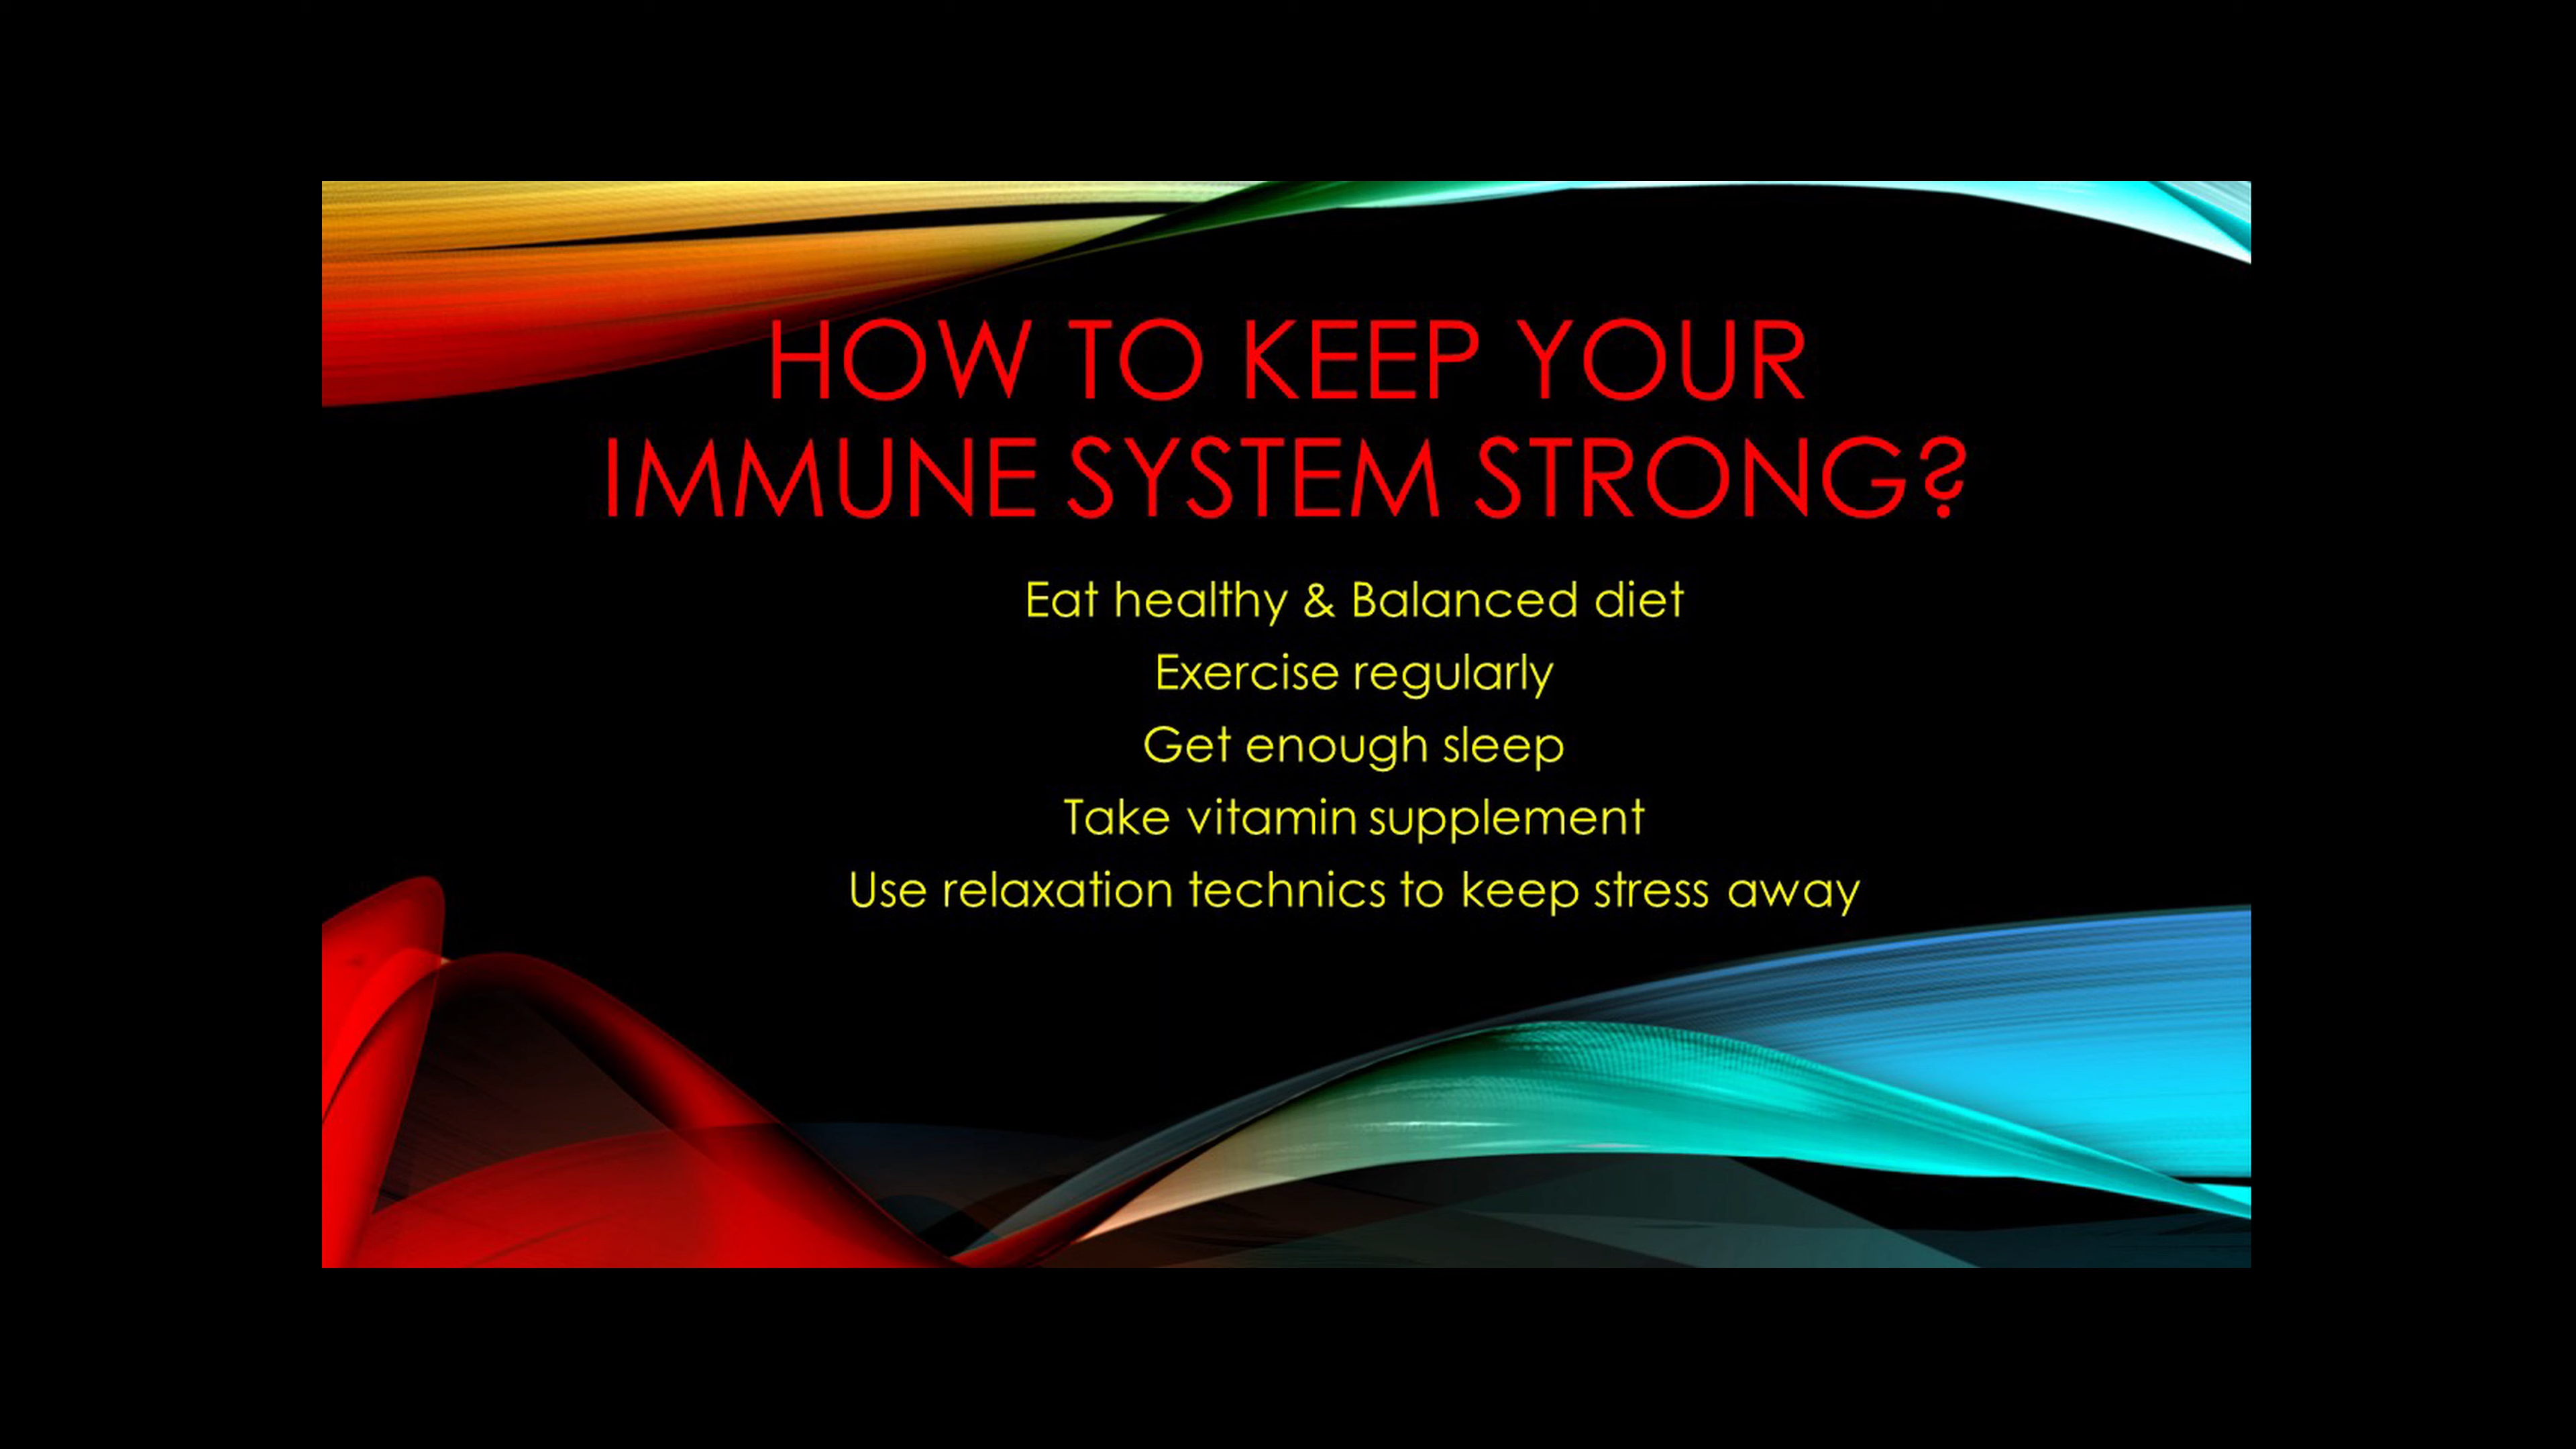 HOW TO KEEP YOUR
IMMUNE SYSTEM STRONG?
Eat healthy & Balanced diet
Exercise regularly
Get enough sleep
Take vitamin supplement
Use relaxation technics to keep stress away